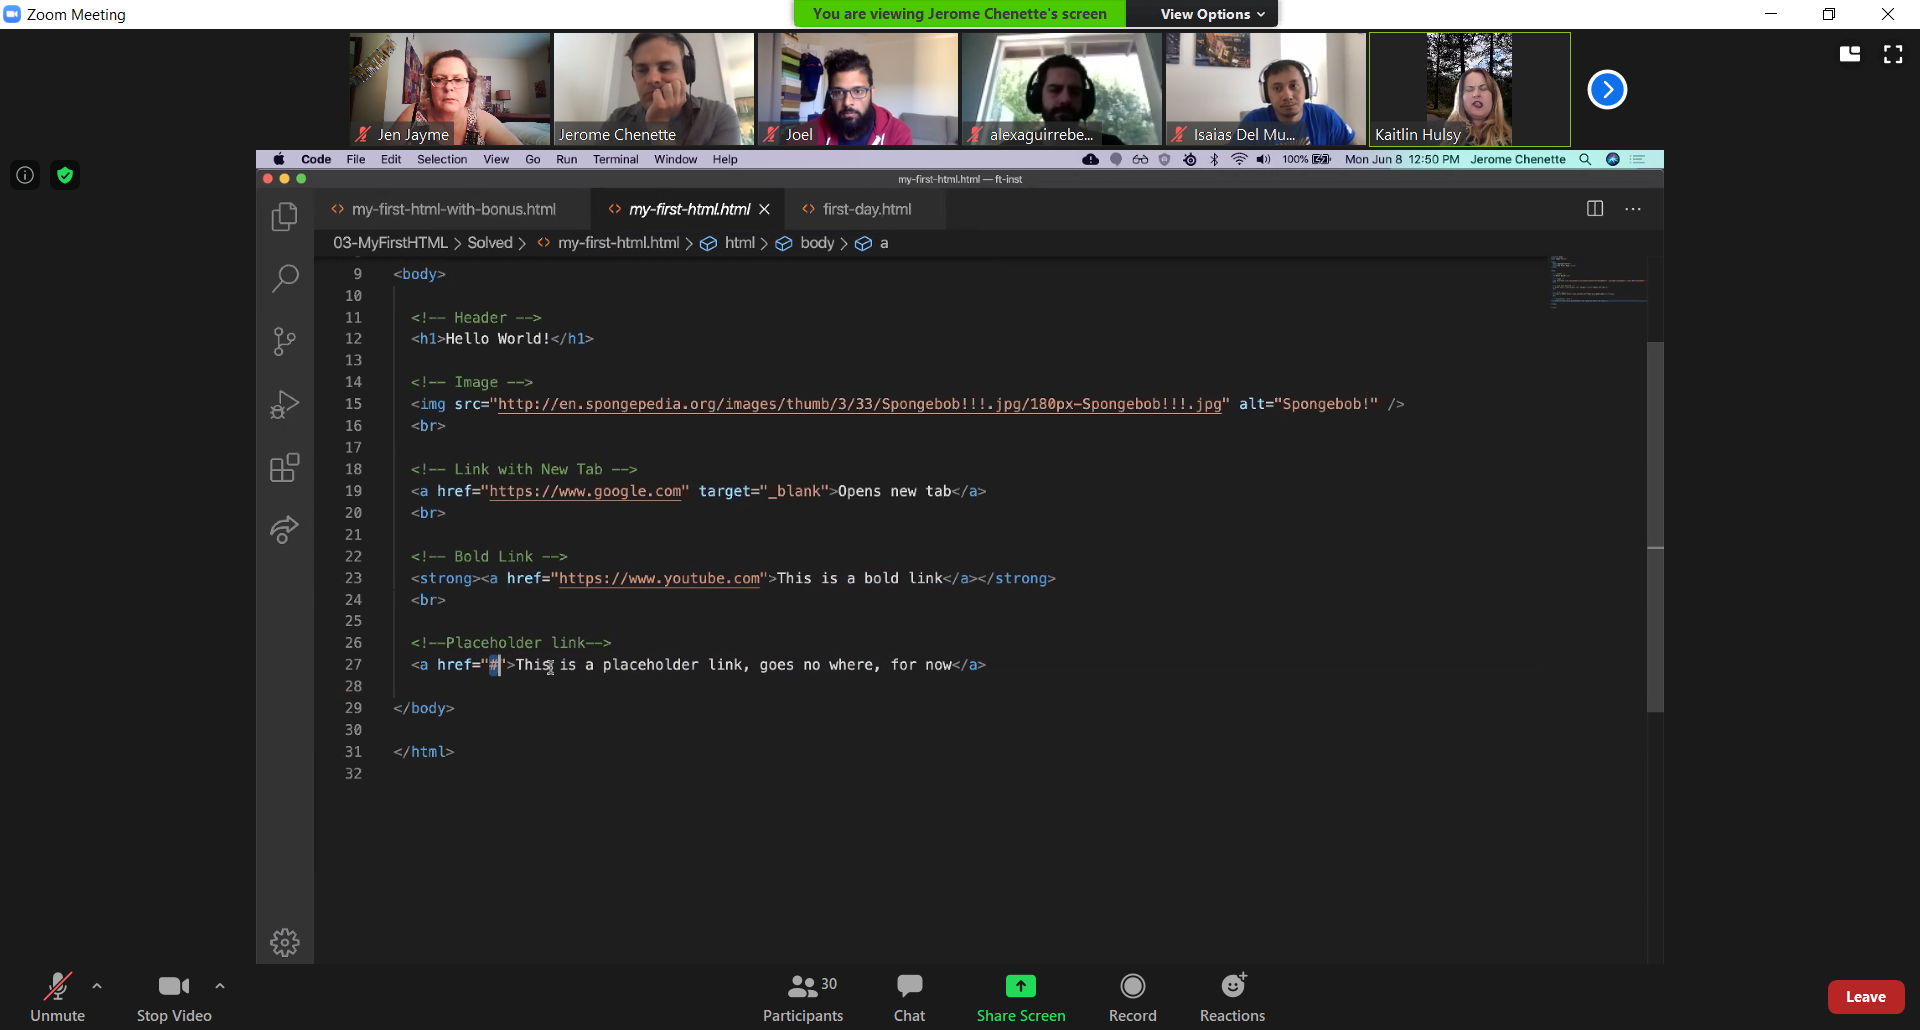 Zoom Meeting
You are viewing Jerome Chenette's screen
View Options
Jen Jayme
Jerome Chenette
Joel
alexaguirrebe...
Isaias Del Mu...
Kaitlin Hulsy
Code File Edit Selection View Go Run Terminal Window Help
100% Mon Jun 8 12:50 PM Jerome Chenette
my-first-html.html — ft-inst
my-first-html-with-bonus.html
my-first-html.html
first-day.html
03-MyFirstHTML > Solved > my-first-html.html > html > body > a
9 <body>
10
11 <!-- Header -->
12 <h1>Hello World!</h1>
13
14 <!-- Image -->
15 <img src="http://en.spongepedia.org/images/thumb/3/33/Spongebob!!!.jpg/180px-Spongebob!!!.jpg" alt="Spongebob!" />
16 <br>
17
18 <!-- Link with New Tab -->
19 <a href="https://www.google.com" target="_blank">Opens new tab</a>
20 <br>
21
22 <!-- Bold Link -->
23 <strong><a href="https://www.youtube.com">This is a bold link</a></strong>
24 <br>
25
26 <!--Placeholder link-->
27 <a href="#">This is a placeholder link, goes no where, for now</a>
28
29 </body>
30
31 </html>
32
Unmute
Stop Video
30
Participants
Chat
Share Screen
Record
Reactions
Leave